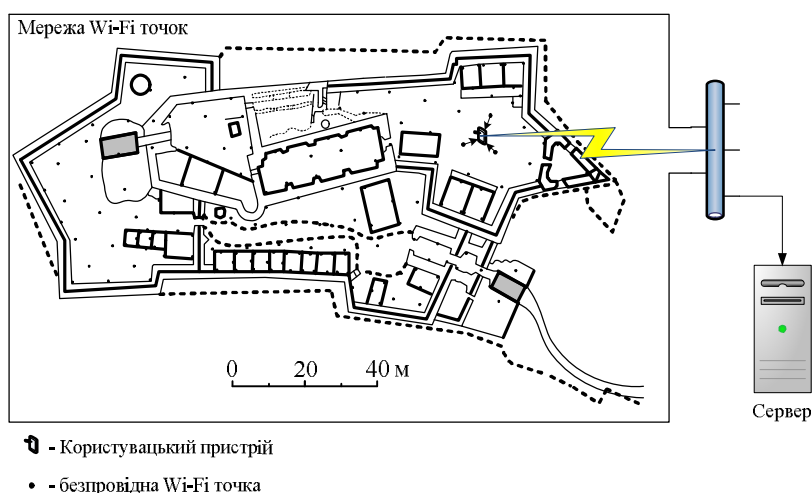 Мережа Wi-Fi точок
0 20 40 м
Сервер
- Користувацький пристрій
- безпровідна Wi-Fi точка